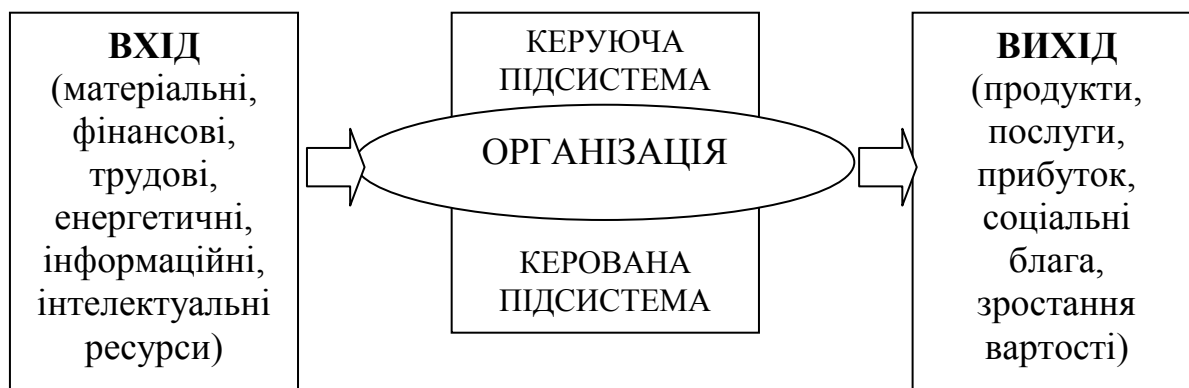 ВХІД
(матеріальні,
фінансові,
трудові,
енергетичні,
інформаційні,
інтелектуальні
ресурси)
КЕРУЮЧА
ПІДСИСТЕМА
ОРГАНІЗАЦІЯ
КЕРОВАНА
ПІДСИСТЕМА
ВИХІД
(продукти,
послуги,
прибуток,
соціальні
блага,
зростання
вартості)